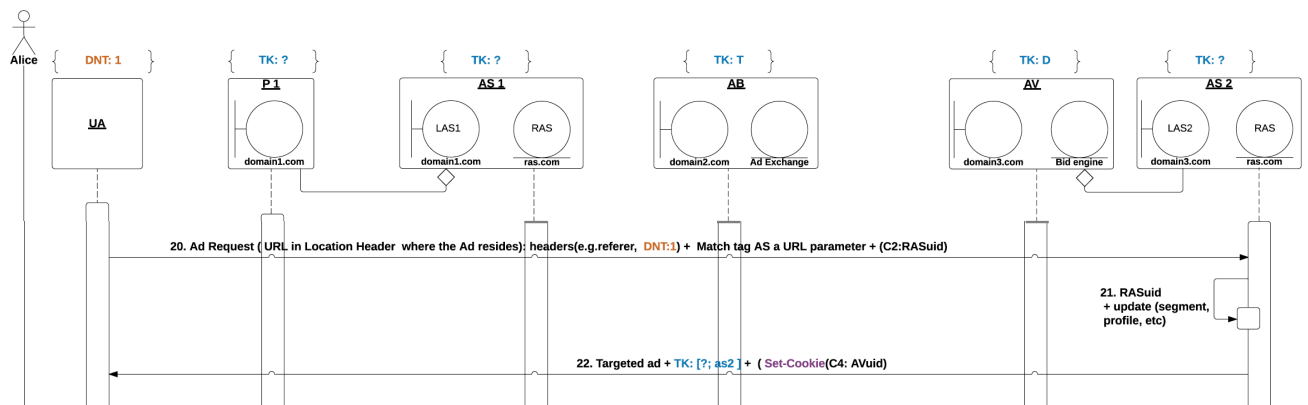 Alice
DNT: 1
TK: ?
TK: ?
TK: T
TK: D
TK: ?
UA
P 1
AS 1
AB
AV
AS 2
LAS1
RAS
LAS2
RAS
domain1.com
domain1.com
ras.com
domain2.com
Ad Exchange
domain3.com
Bid engine
domain3.com
ras.com
20. Ad Request ( URL in Location Header where the Ad resides): headers(e.g.referer, DNT:1) + Match tag AS a URL parameter + (C2:RASuid)
21. RASuid
+ update (segment,
profile, etc)
22. Targeted ad + TK: [?; as2 ] + ( Set-Cookie(C4: AVuid)